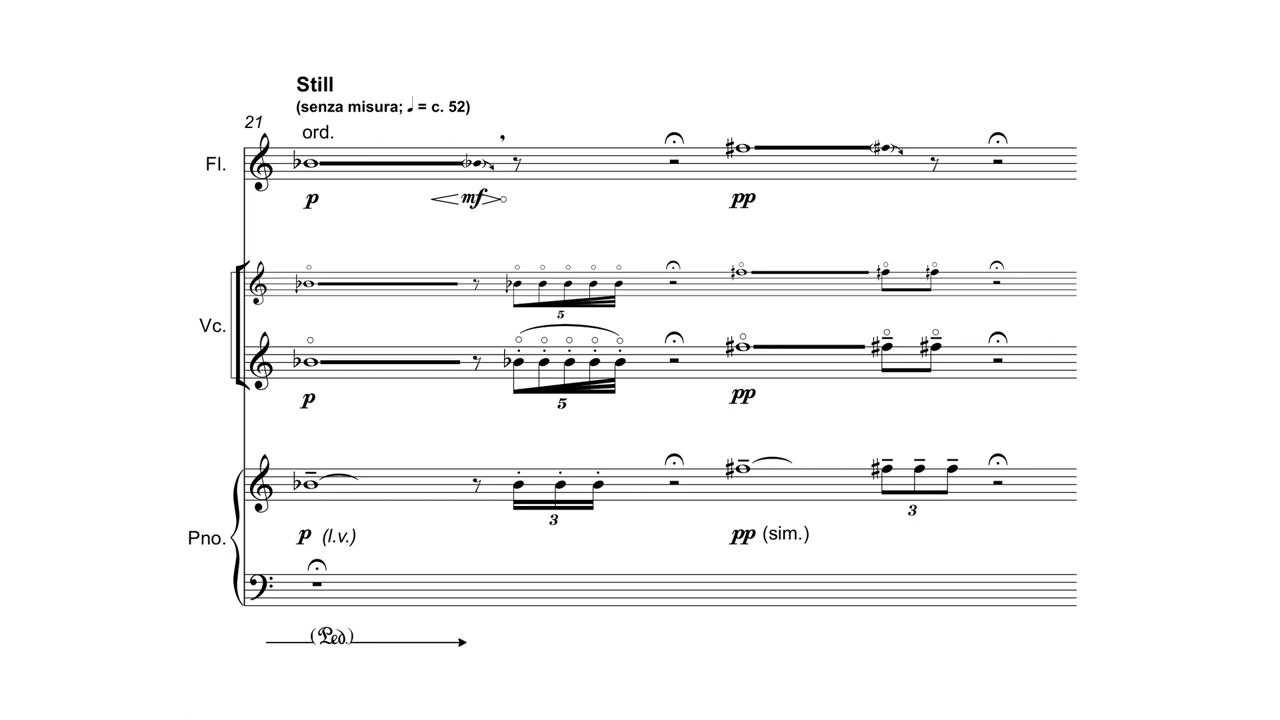 Still
(senza misura; ♩ = c. 52)
21
ord.
Fl.
p
mf
pp
Vc.
5
p
5
pp
Pno.
3
3
p (l.v.)
pp (sim.)
(Ped.)